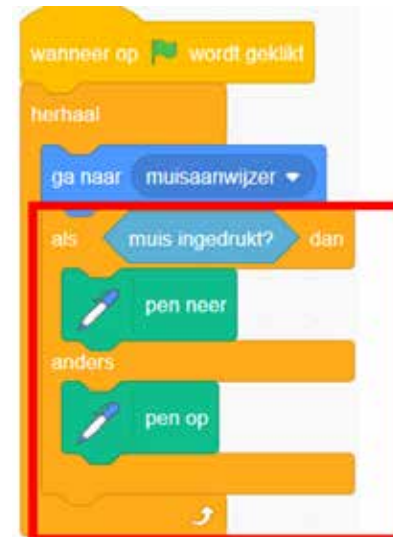 wanneer op wordt geklikt
herhaal
ga naar muisaanwijzer
als muis ingedrukt? dan
pen neer
anders
pen op